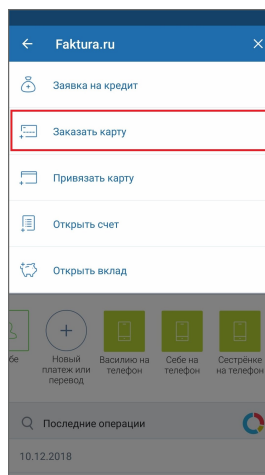 Faktura.ru
Заявка на кредит
Заказать карту
Привязать карту
Открыть счет
Открыть вклад
бе
Новый
платеж или
перевод
Василию на
телефон
Себе на
телефон
Сестрёнке
на телефон
Последние операции
10.12.2018